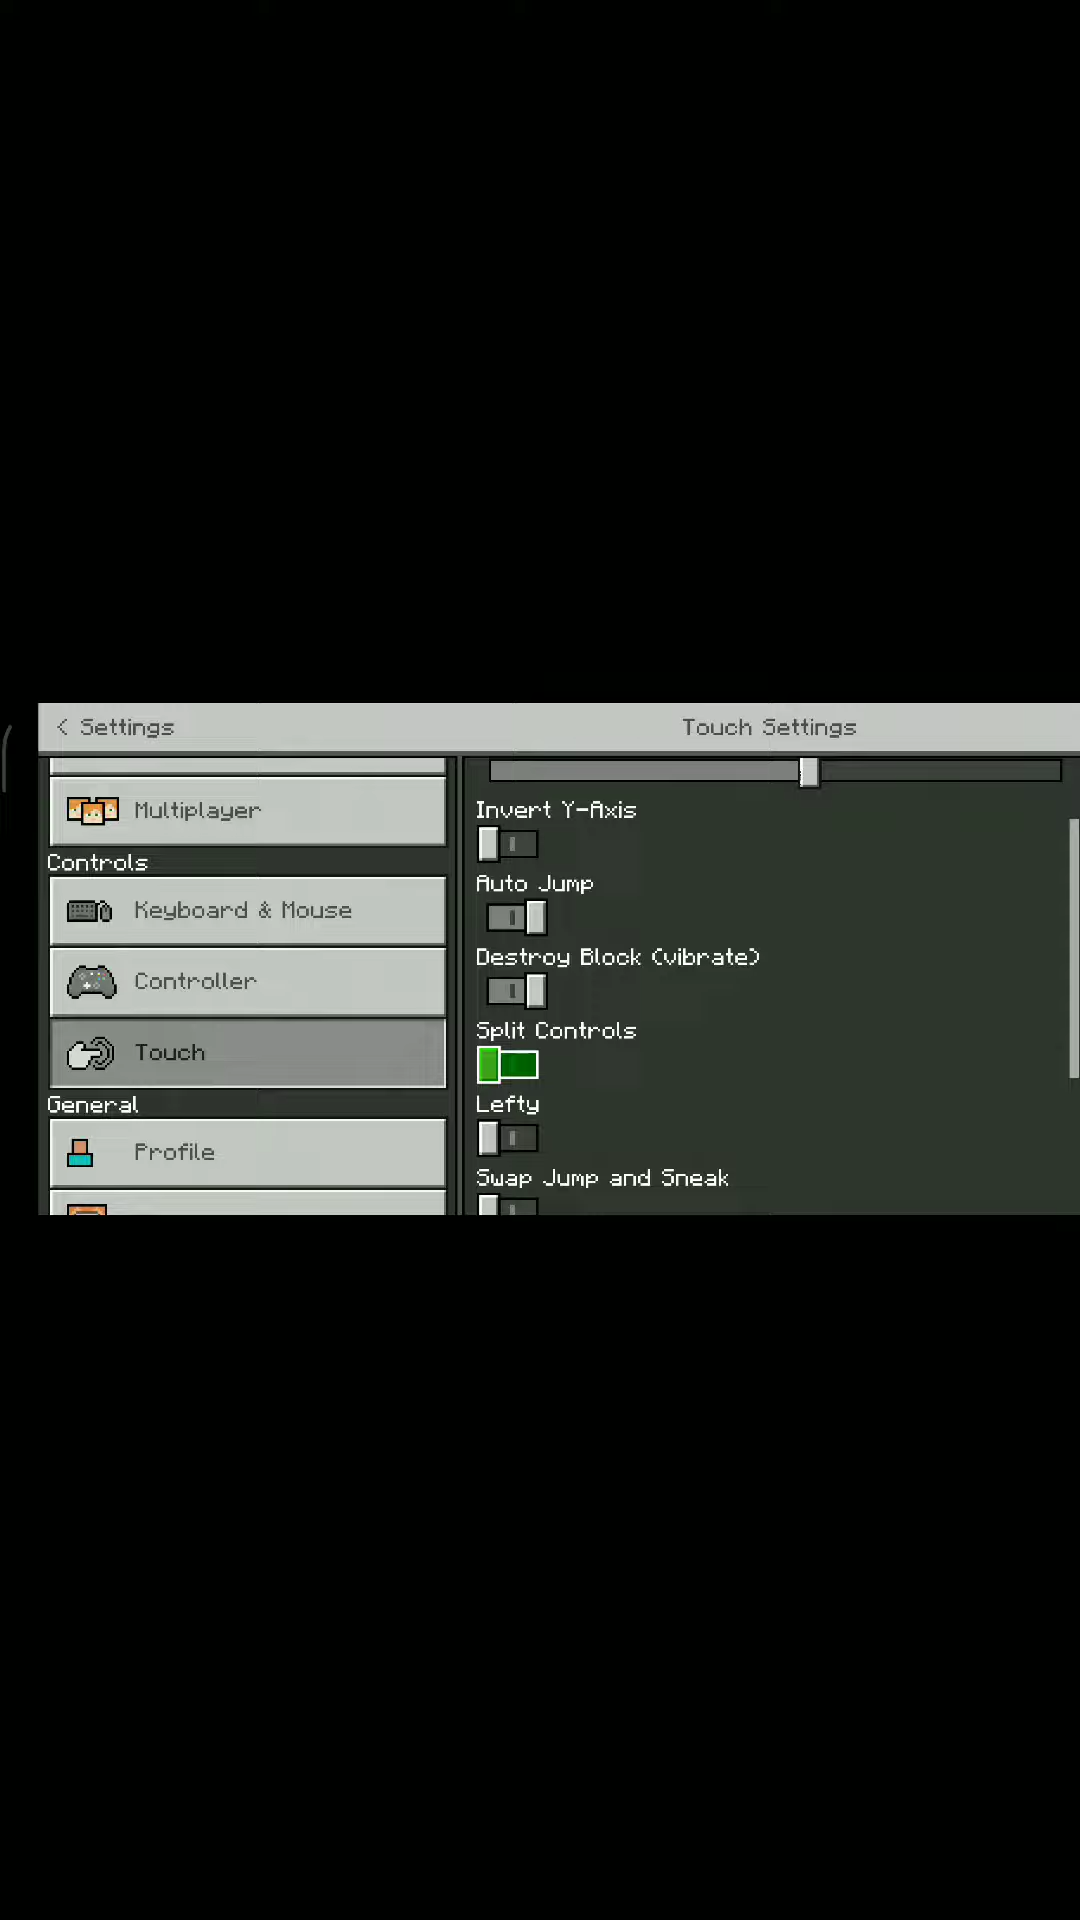 < Settings
Touch Settings
Multiplayer
Controls
Keyboard & Mouse
Controller
Touch
General
Profile
Invert Y-Axis
Auto Jump
Destroy Block (vibrate)
Split Controls
Lefty
Swap Jump and Sneak